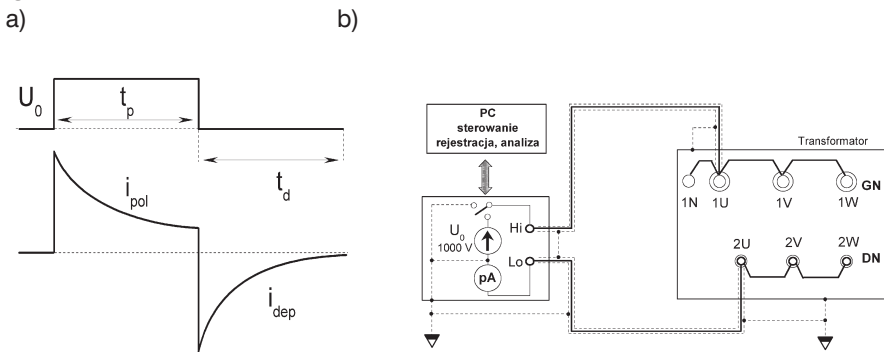 a)
b)
U0
tp
td
ipol
idep
PC
sterowanie
rejestracja, analiza
U0
1000 V
pA
Hi
Lo
Transformator
1N 1U 1V 1W GN
2U 2V 2W DN